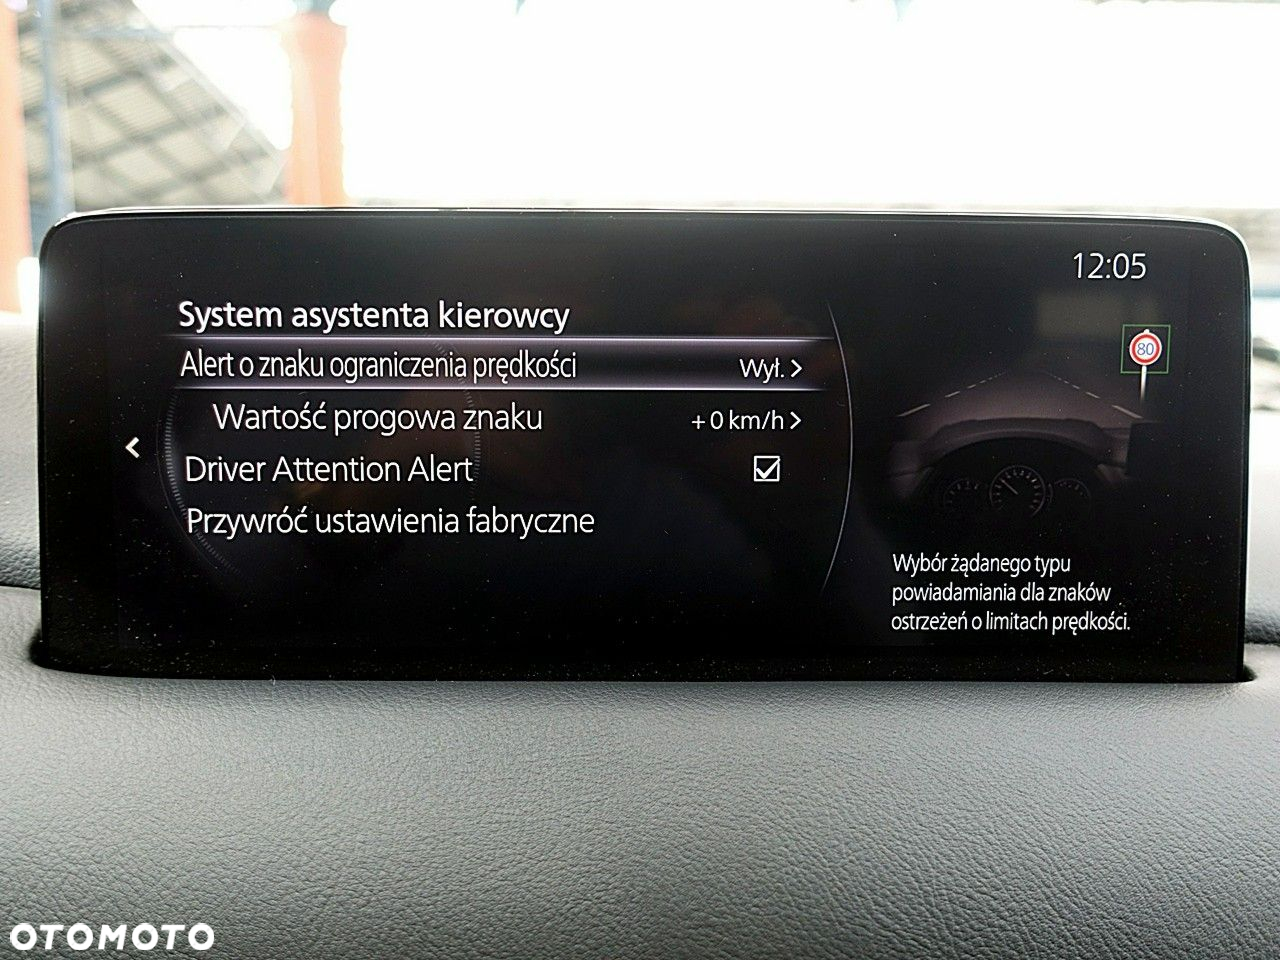 12:05
System asystenta kierowcy
Alert o znaku ograniczenia prędkości Wył.
Wartość progowa znaku + 0 km/h
Driver Attention Alert
Przywróć ustawienia fabryczne
80
Wybór żądanego typu
powiadamiania dla znaków
ostrzeżeń o limitach prędkości.
OTOMOTO